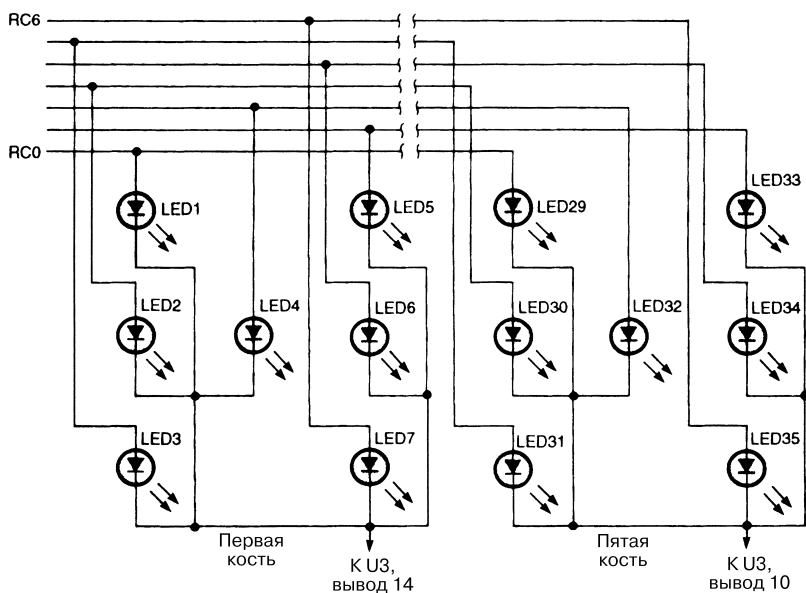 RC6
RC0
LED1
LED5
LED29
LED33
LED2
LED4
LED6
LED30
LED32
LED34
LED3
LED7
LED31
LED35
Первая
кость
К U3,
вывод 14
Пятая
кость
К U3,
вывод 10